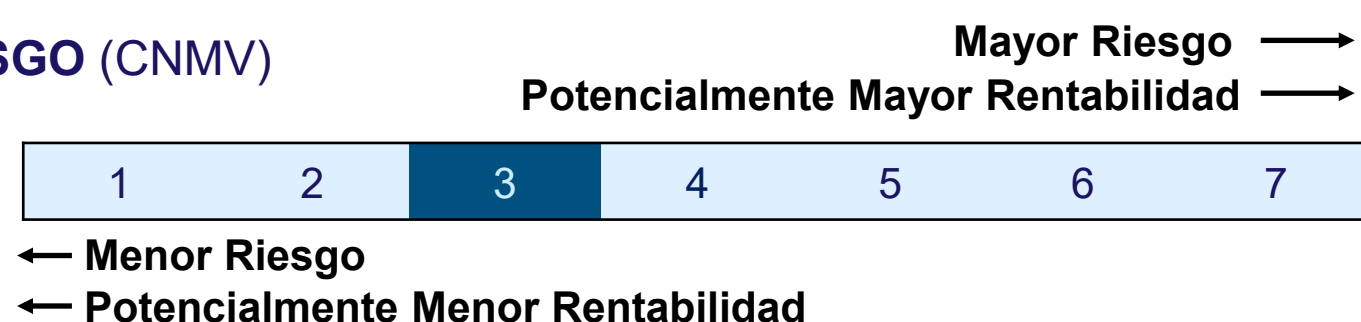 SGO (CNMV)
Mayor Riesgo
Potencialmente Mayor Rentabilidad
1 2 3 4 5 6 7
Menor Riesgo
Potencialmente Menor Rentabilidad